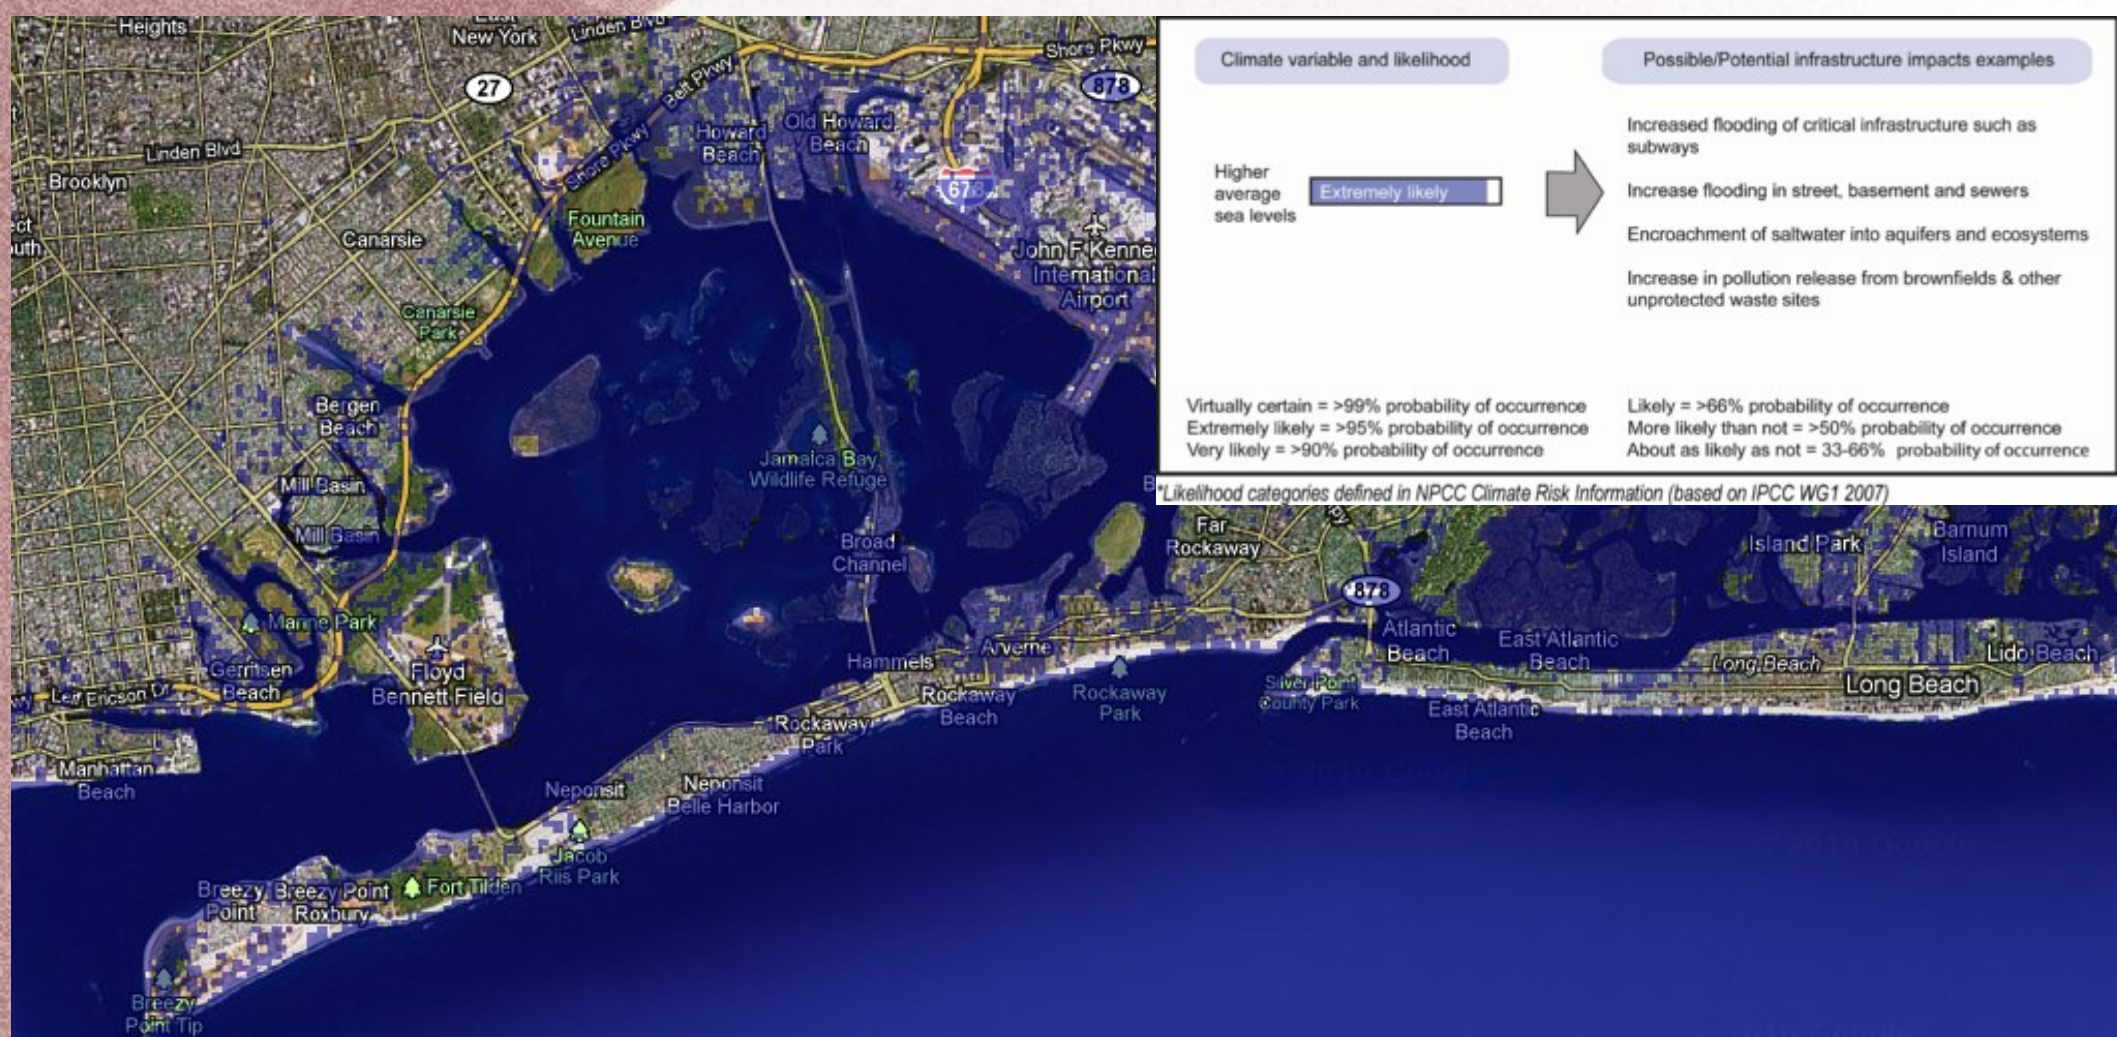 Heights
East
New York
Linden Blvd
Shore Pkwy
27
Belt Pkwy
878
Howard
Beach
Old Howard
Beach
Linden Blvd
Shore Pkwy
Brooklyn
678
Fountain
Avenue
Canarsie
John F Kenne
International
Airport
Canarsie
Park
Bergen
Beach
Jamaica Bay
Wildlife Refuge
Mill Basin
Mill Basin
Broad
Channel
Marine Park
Gerritsen
Beach
Floyd
Bennett Field
Leif Ericson Dr
Hammels
Arverne
Rockaway
Beach
Rockaway
Park
Rockaway
Park
Manhattan
Beach
Neponsit
Neponsit
Belle Harbor
Jacob
Riis Park
Fort Tilden
Breezy
Point
Breezy Point
Roxbury
Breezy
Point Tip
Far
Rockaway
878
Island Park
Barnum
Island
Atlantic
Beach
East Atlantic
Beach
Long Beach
Lido Beach
Long Beach
Silver Point
County Park
East Atlantic
Beach
Climate variable and likelihood
Higher
average
sea levels
Extremely likely
Possible/Potential infrastructure impacts examples
Increased flooding of critical infrastructure such as
subways
Increase flooding in street, basement and sewers
Encroachment of saltwater into aquifers and ecosystems
Increase in pollution release from brownfields & other
unprotected waste sites
Virtually certain = >99% probability of occurrence
Extremely likely = >95% probability of occurrence
Very likely = >90% probability of occurrence
Likely = >66% probability of occurrence
More likely than not = >50% probability of occurrence
About as likely as not = 33-66% probability of occurrence
*Likelihood categories defined in NPCC Climate Risk Information (based on IPCC WG1 2007)